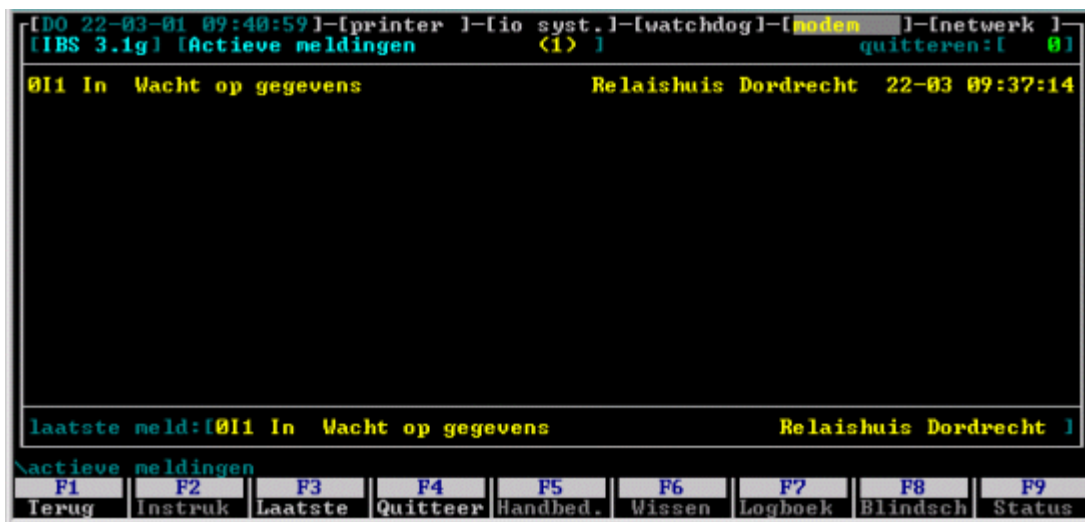 [DO 22-03-01 09:40:59]-[printer ]-[io syst.]-[watchdog]-[modem ]-[netwerk ]-
[IBS 3.1g] [Actieve meldingen (1) ] quitteren:[ 0]
0I1 In Wacht op gegevens Relaishuis Dordrecht 22-03 09:37:14
laatste meld:[0I1 In Wacht op gegevens Relaishuis Dordrecht ]
\actieve meldingen
F1 F2 F3 F4 F5 F6 F7 F8 F9
Terug Instruk Laatste Quitteer Handbed. Wissen Logboek Blindsch Status